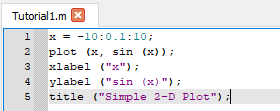 Tutorial1.m
1 x = -10:0.1:10;
2 plot (x, sin (x));
3 xlabel ("x");
4 ylabel ("sin (x)");
5 title ("Simple 2-D Plot");